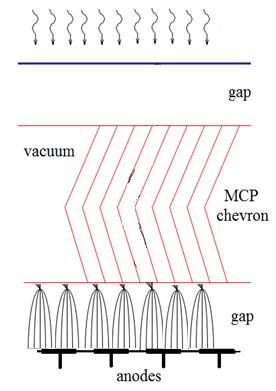 gap
vacuum
MCP
chevron
gap
anodes